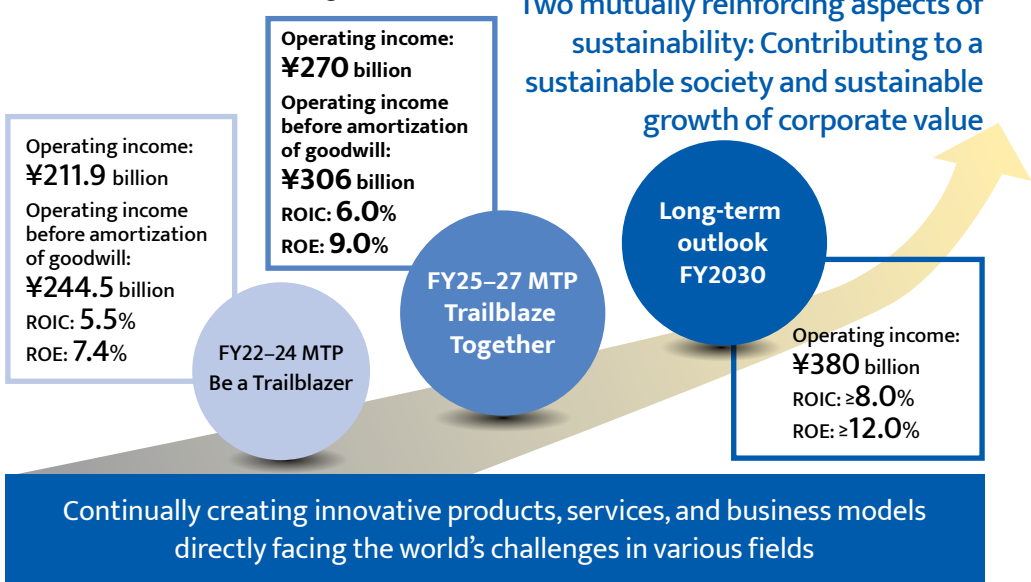 Two mutually reinforcing aspects of
sustainability: Contributing to a
sustainable society and sustainable
growth of corporate value
Operating income:
¥211.9 billion
Operating income
before amortization
of goodwill:
¥244.5 billion
ROIC: 5.5%
ROE: 7.4%
FY22–24 MTP
Be a Trailblazer
Operating income:
¥270 billion
Operating income
before amortization
of goodwill:
¥306 billion
ROIC: 6.0%
ROE: 9.0%
FY25–27 MTP
Trailblaze
Together
Long-term
outlook
FY2030
Operating income:
¥380 billion
ROIC: ≥8.0%
ROE: ≥12.0%
Continually creating innovative products, services, and business models
directly facing the world’s challenges in various fields